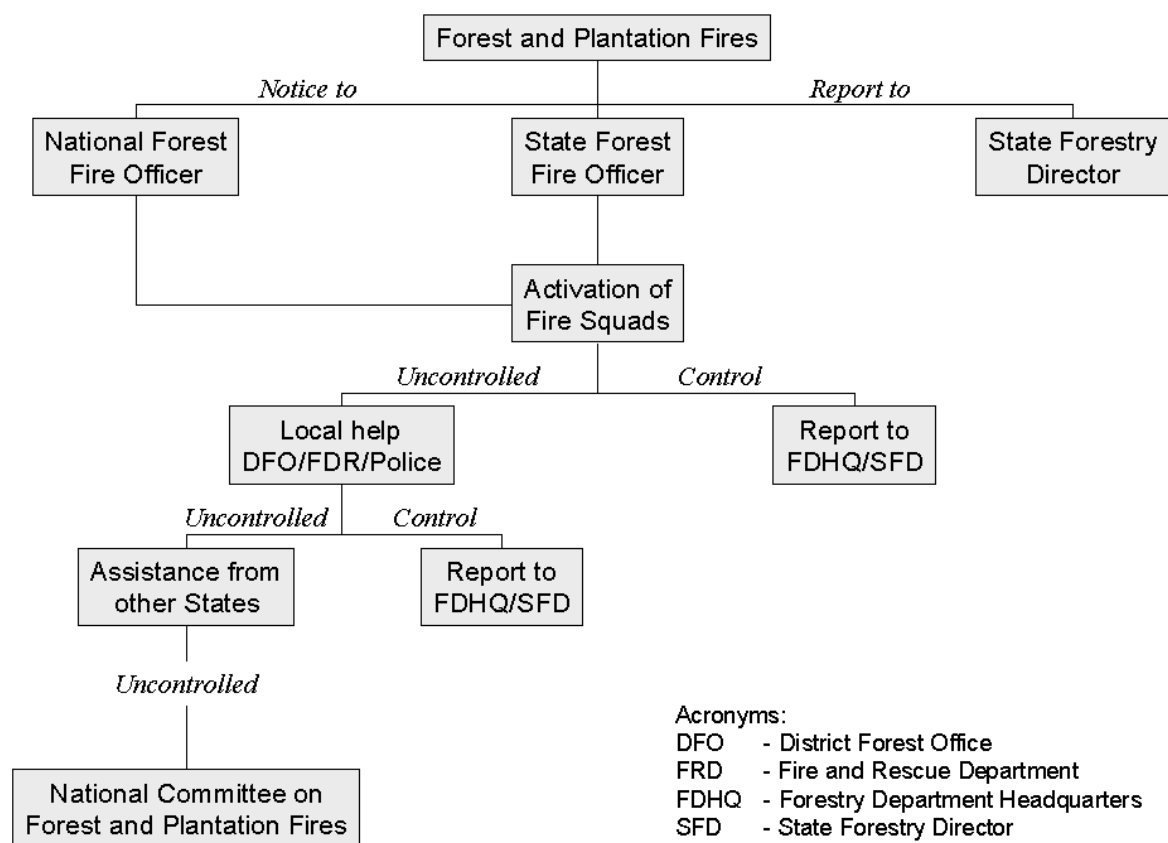 Forest and Plantation Fires
Notice to
Report to
National Forest
Fire Officer
State Forest
Fire Officer
State Forestry
Director
Activation of
Fire Squads
Uncontrolled
Control
Local help
DFO/FDR/Police
Report to
FDHQ/SFD
Uncontrolled
Control
Assistance from
other States
Report to
FDHQ/SFD
Uncontrolled
National Committee on
Forest and Plantation Fires
Acronyms:
DFO - District Forest Office
FRD - Fire and Rescue Department
FDHQ - Forestry Department Headquarters
SFD - State Forestry Director